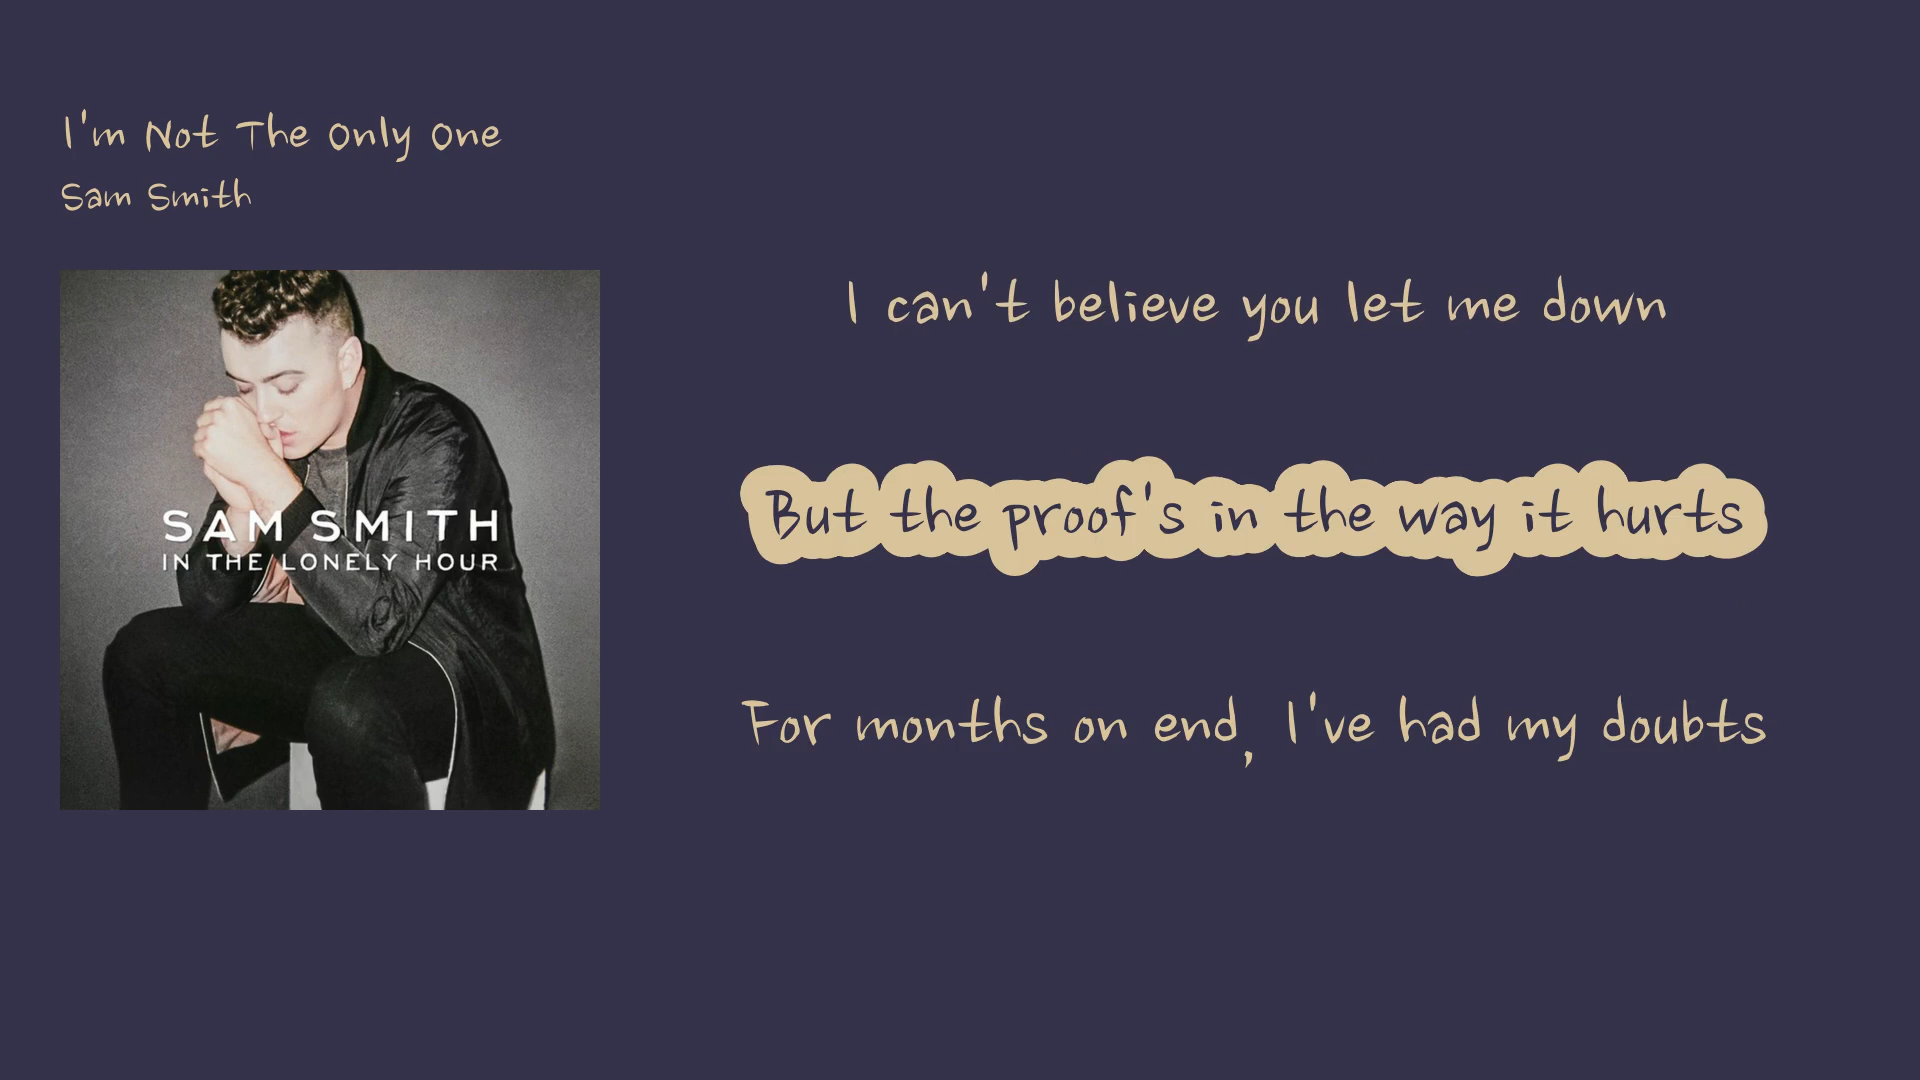 I'm Not The Only One
Sam Smith
SAM SMITH
IN THE LONELY HOUR
I can't believe you let me down
But the proof's in the way it hurts
For months on end, I've had my doubts